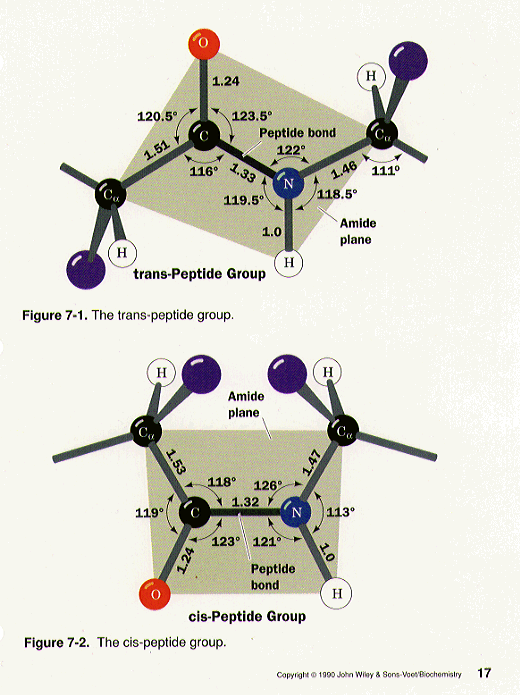 O
H
1.24
120.5°
123.5°
C
Peptide bond
Cα
1.51
122°
116°
1.33
1.46
111°
N
Cα
119.5°
118.5°
1.0
Amide
plane
H
H
trans-Peptide Group
Figure 7-1. The trans-peptide group.
H
H
Amide
plane
Cα
Cα
1.53
1.47
118°
126°
1.32
119°
C
N
113°
123°
121°
1.24
1.0
Peptide
bond
O
H
cis-Peptide Group
Figure 7-2. The cis-peptide group.
Copyright © 1990 John Wiley & Sons-Voet/Biochemistry 17